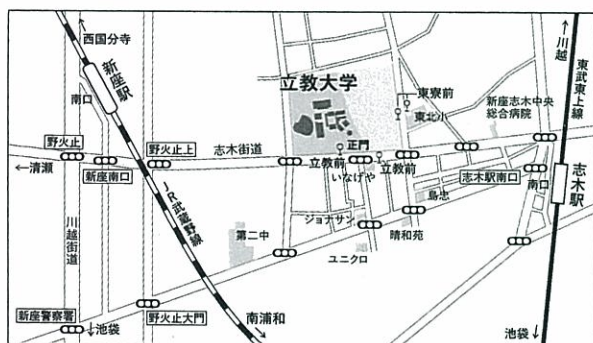 西国分寺
新座駅
南口
野火止
野火止上
志木街道
清瀬
新座南口
川越街道
JR武蔵野線
新座警察署
池袋
野火止大門
南浦和
第二中
立教大学
正門
立教前
立教前
いなげや
ジョナサン
ユニクロ
晴和苑
島忠
東寮前
東北小
新座志木中央
総合病院
志木駅南口
南口
志木駅
川越
東武東上線
池袋